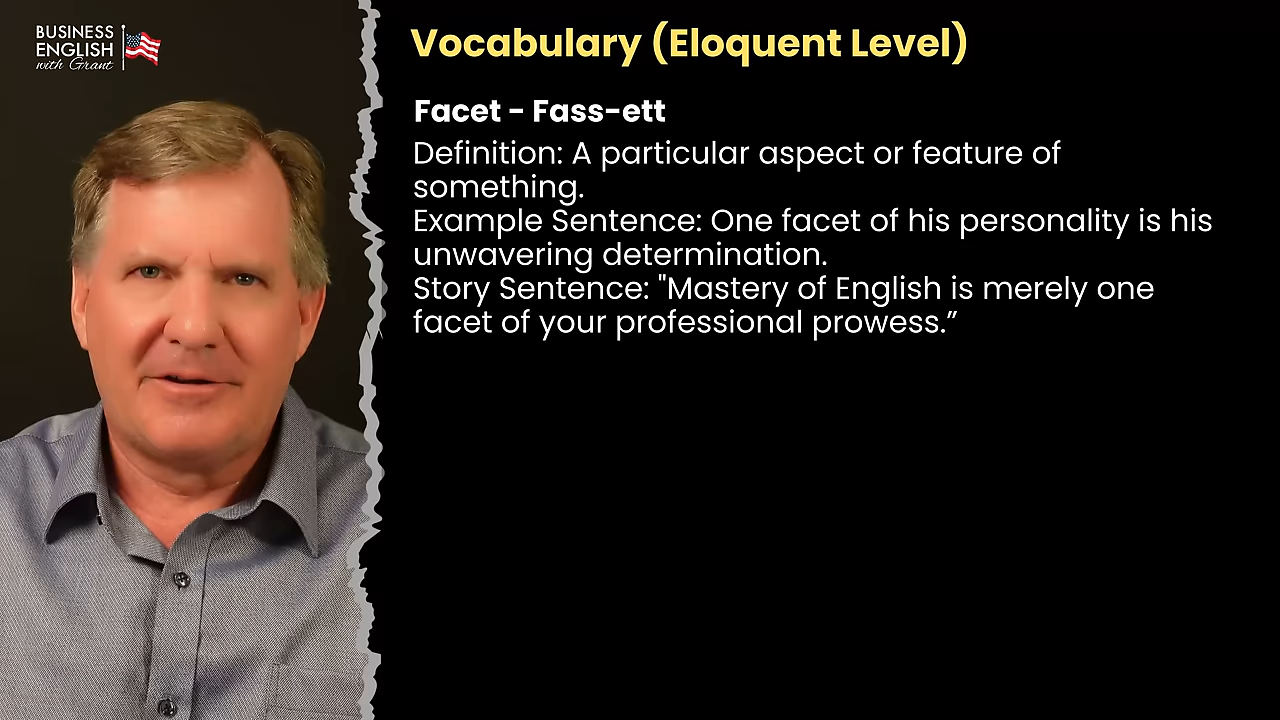 BUSINESS
ENGLISH
with Grant
Vocabulary (Eloquent Level)
Facet - Fass-ett
Definition: A particular aspect or feature of
something.
Example Sentence: One facet of his personality is his
unwavering determination.
Story Sentence: "Mastery of English is merely one
facet of your professional prowess.”